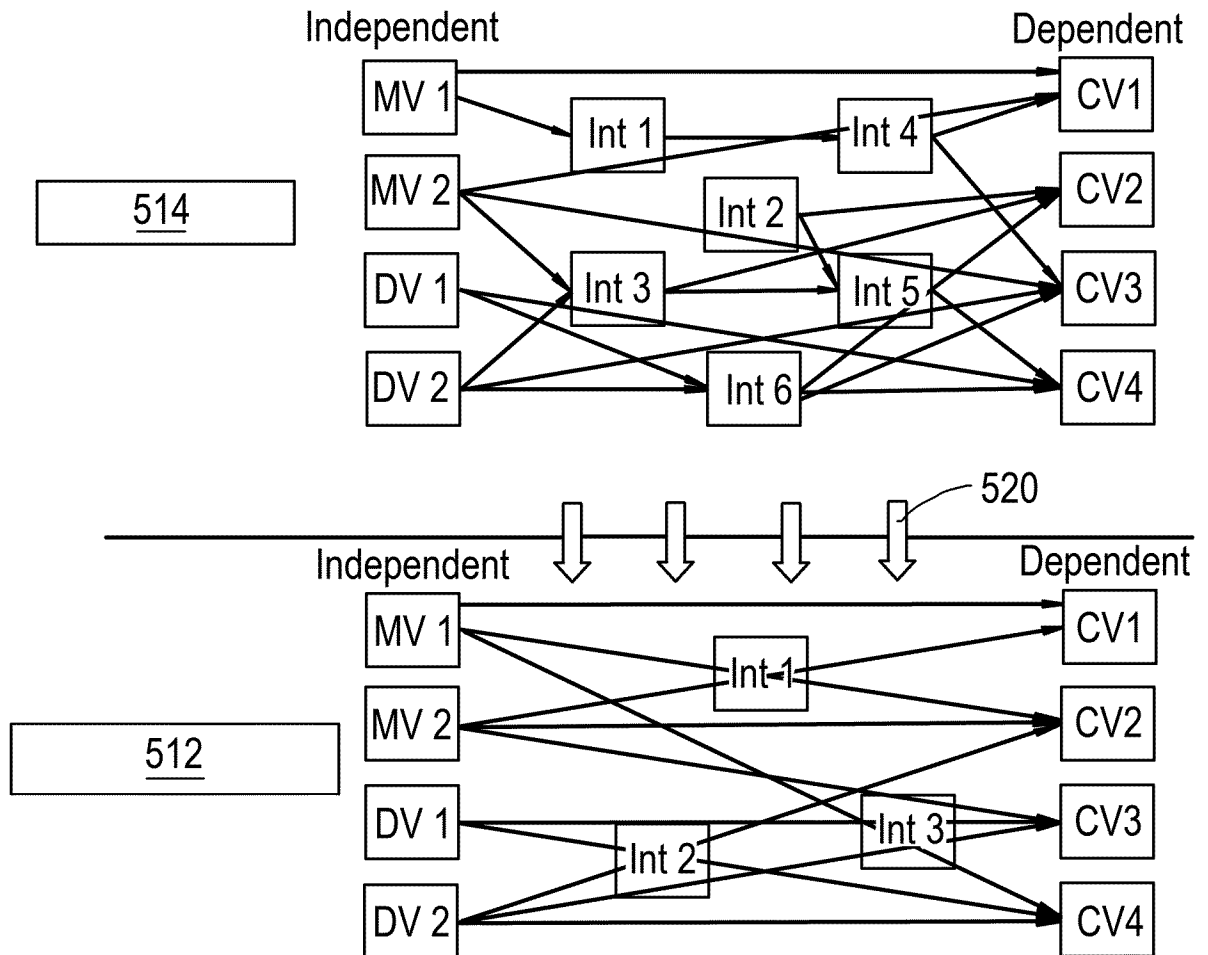 Independent Dependent
MV 1 CV1
Int 1 Int 4
MV 2 Int 2 CV2
514
DV 1 Int 3 Int 5 CV3
DV 2 Int 6 CV4
520
Independent Dependent
MV 1 CV1
Int 1
MV 2 CV2
512
DV 1 Int 3 CV3
Int 2
DV 2 CV4